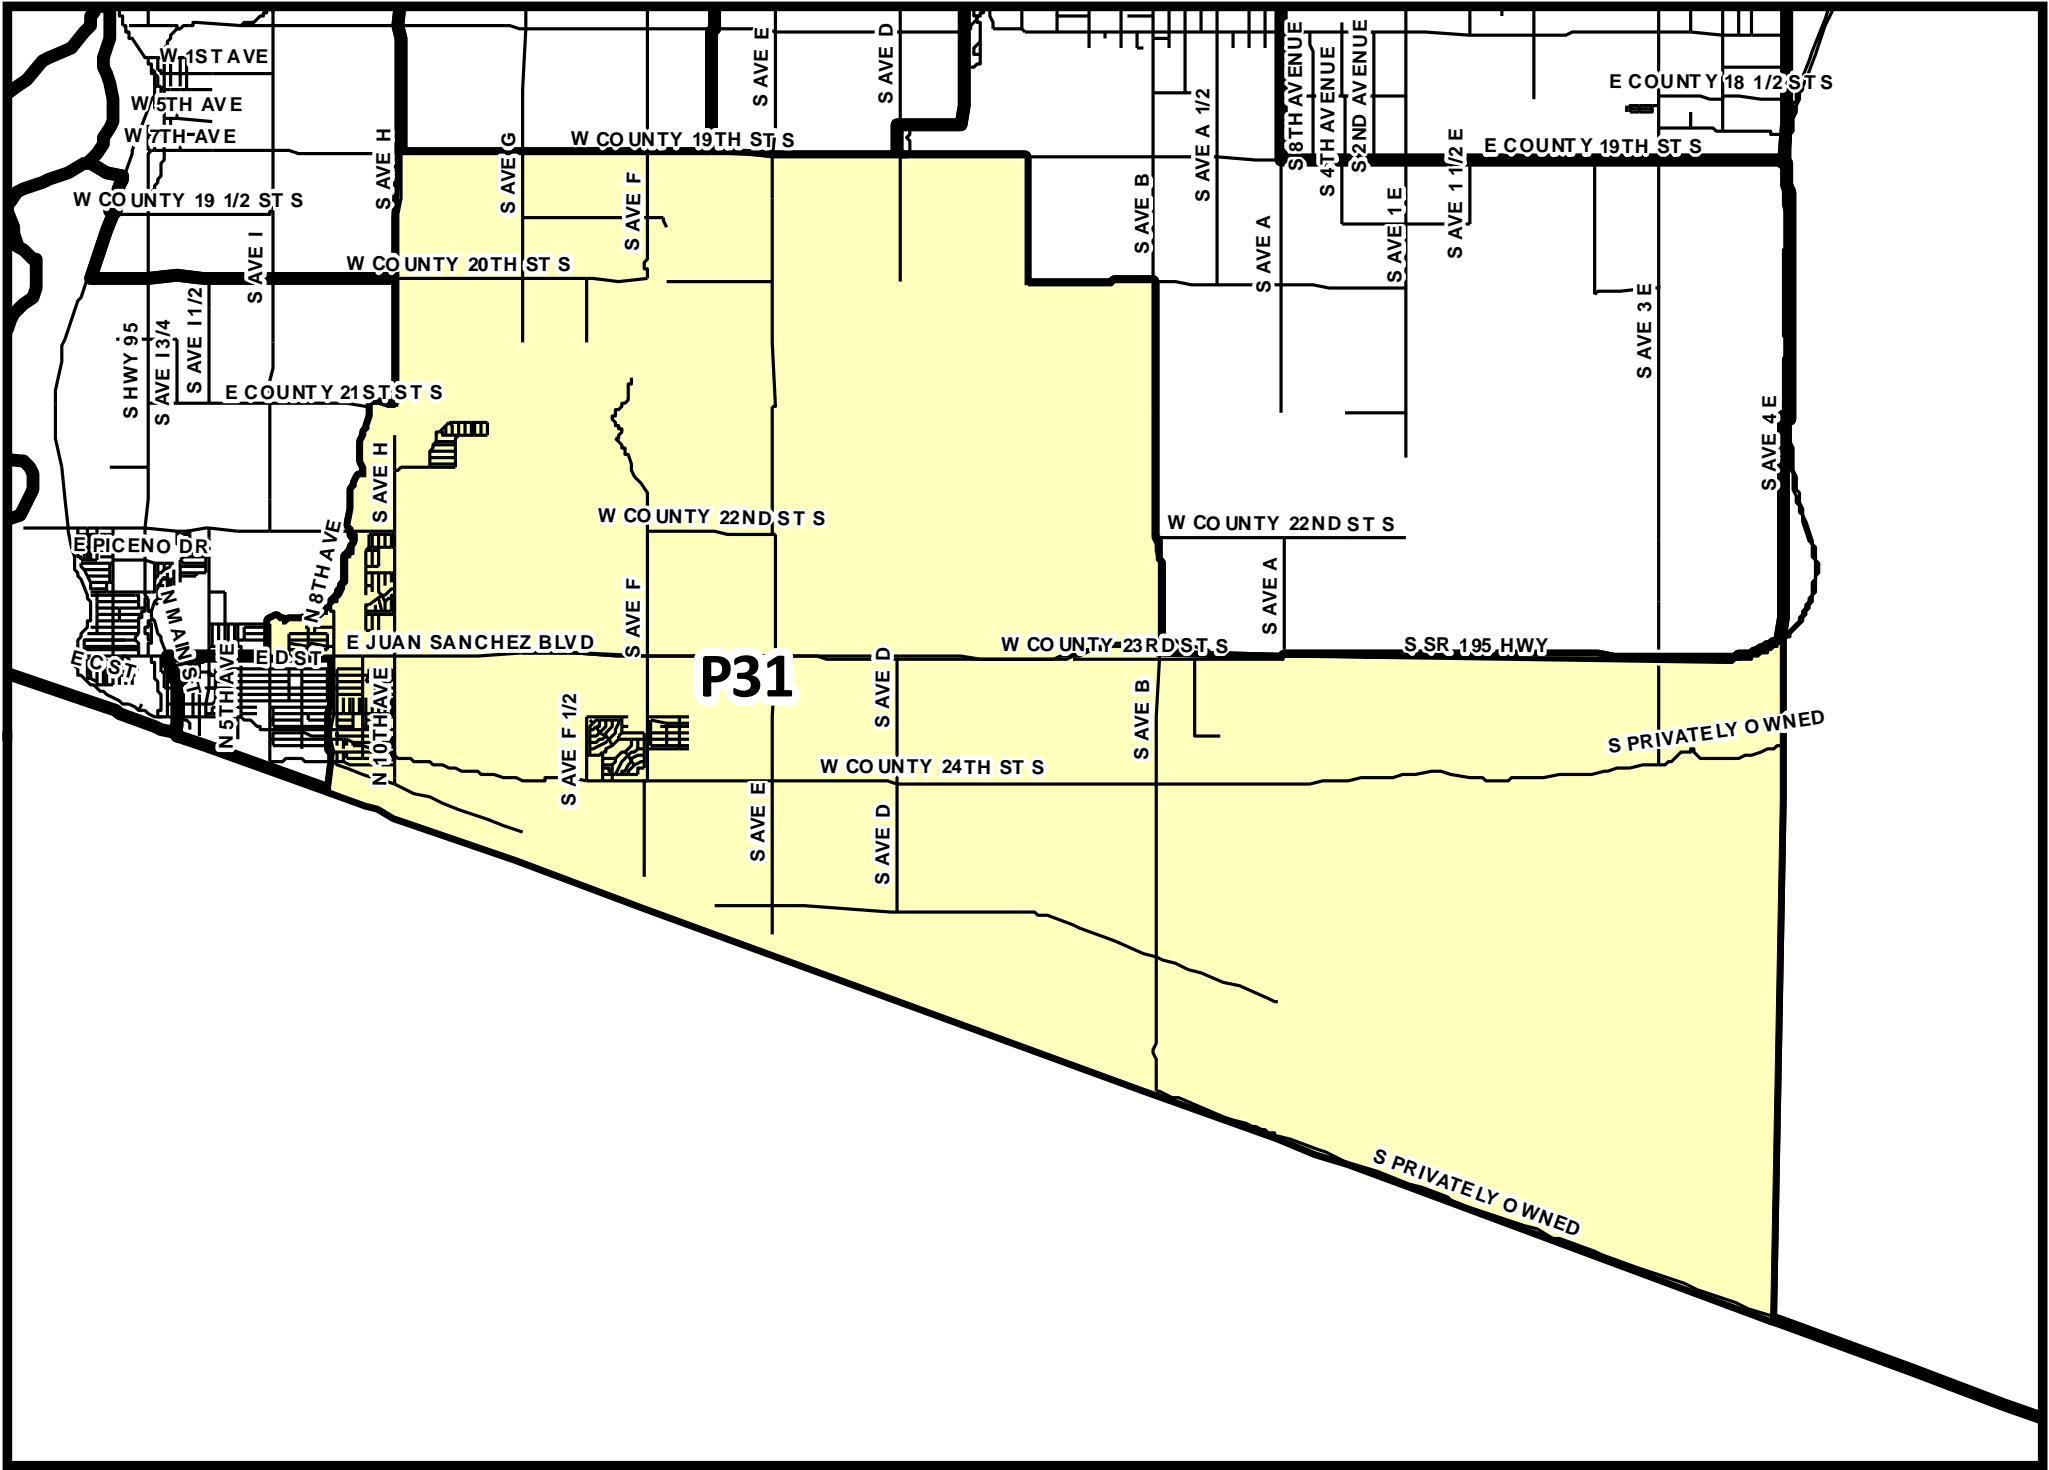 W 1ST AVE
W 5TH AVE
W 7TH AVE
W COUNTY 19 1/2 ST S
S AVE I
S AVE H
S AVE G
W COUNTY 19TH ST S
S AVE F
S AVE E
S AVE D
S AVE B
S AVE A 1/2
S AVE A
S 8TH AVENUE
S 4TH AVENUE
S 2ND AVENUE
S AVE 1 E
S AVE 1 1/2 E
E COUNTY 18 1/2 ST S
E COUNTY 19TH ST S
W COUNTY 20TH ST S
S HWY 95
S AVE I 3/4
S AVE I 1/2
E COUNTY 21ST ST S
S AVE 3 E
S AVE 4 E
S AVE H
W COUNTY 22ND ST S
W COUNTY 22ND ST S
E PICENO DR
N 8TH AVE
N MAIN ST
S AVE F
S AVE A
E C ST
N 5TH AVE
E D ST
E JUAN SANCHEZ BLVD
W COUNTY 23RD ST S
S SR 195 HWY
P31
N 10TH AVE
S AVE F 1/2
S AVE D
S AVE B
S PRIVATELY OWNED
W COUNTY 24TH ST S
S AVE E
S AVE D
S PRIVATELY OWNED